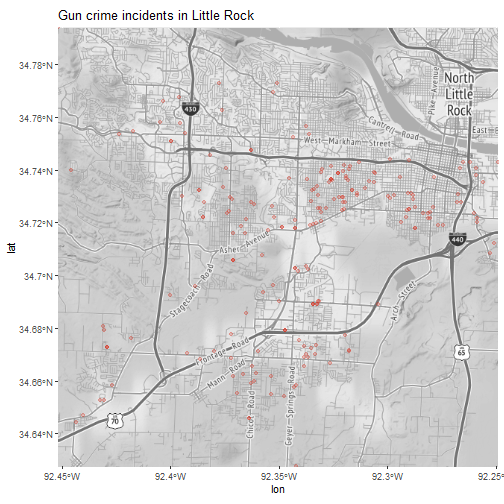 Gun crime incidents in Little Rock
34.78°N
34.76°N
34.74°N
34.72°N
34.7°N
34.68°N
34.66°N
34.64°N
lat
430
North
Little
Rock
Pike—Avenue
Cantrell—Road
West—Markham—Street
East—B
Asher—Avenue
440
Stagecoach—Road
Arch—Street
Frontage—Road
65
Mann—Road
Chicot—Road
Geyer—Springs—Road
70
92.45°W
92.4°W
92.35°W
92.3°W
92.25°W
lon